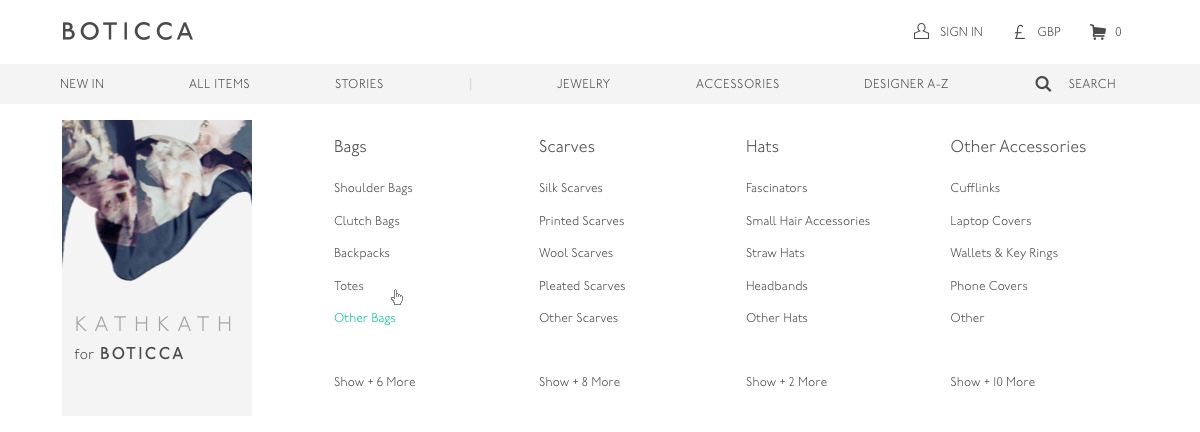 BOTICCA
SIGN IN
£ GBP
0
NEW IN
ALL ITEMS
STORIES
JEWELRY
ACCESSORIES
DESIGNER A-Z
SEARCH
KATHKATH
for BOTICCA
Bags
Shoulder Bags
Clutch Bags
Backpacks
Totes
Other Bags
Show + 6 More
Scarves
Silk Scarves
Printed Scarves
Wool Scarves
Pleated Scarves
Other Scarves
Show + 8 More
Hats
Fascinators
Small Hair Accessories
Straw Hats
Headbands
Other Hats
Show + 2 More
Other Accessories
Cufflinks
Laptop Covers
Wallets & Key Rings
Phone Covers
Other
Show + 10 More